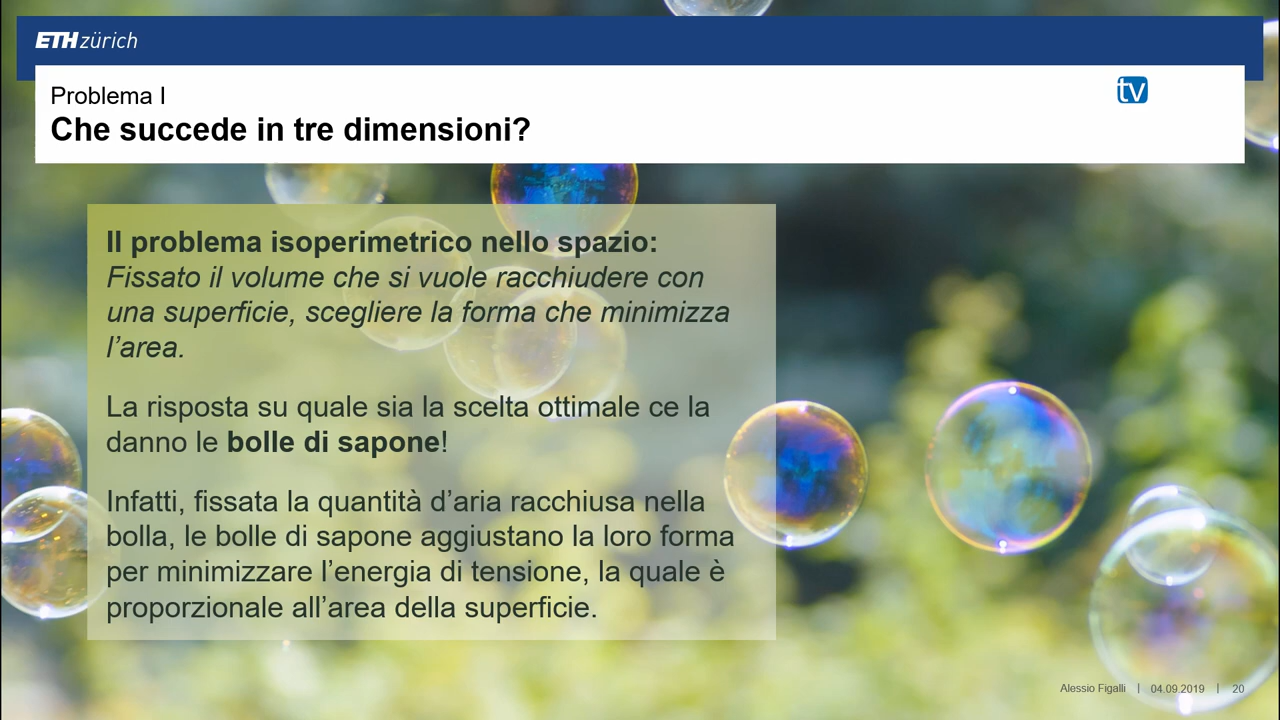 ETH zürich
Problema I
tv
Che succede in tre dimensioni?
Il problema isoperimetrico nello spazio:
Fissato il volume che si vuole racchiudere con
una superficie, scegliere la forma che minimizza
l’area.
La risposta su quale sia la scelta ottimale ce la
danno le bolle di sapone!
Infatti, fissata la quantità d’aria racchiusa nella
bolla, le bolle di sapone aggiustano la loro forma
per minimizzare l’energia di tensione, la quale è
proporzionale all’area della superficie.
Alessio Figalli | 04.09.2019 | 20